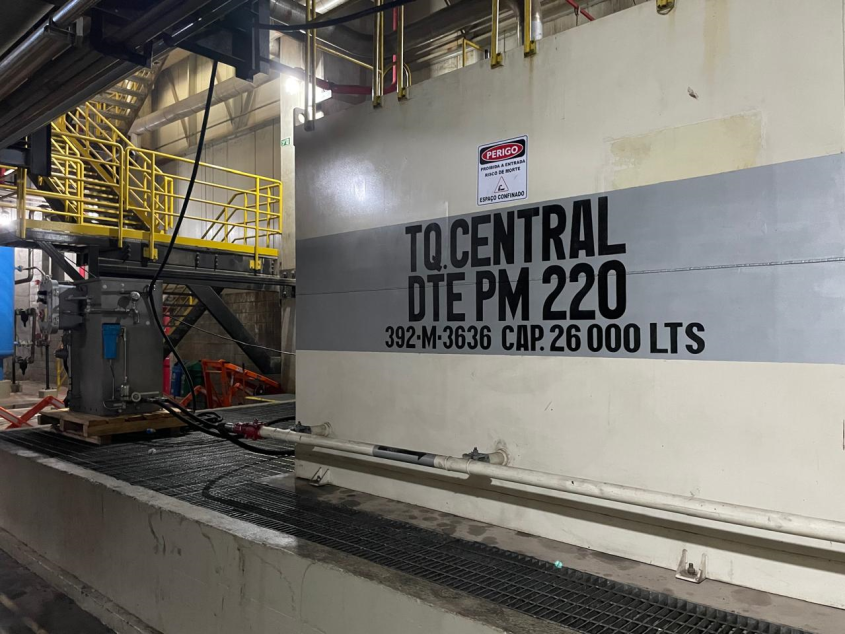 PERIGO
PROIBIDA A ENTRADA
RISCO DE MORTE
ESPAÇO CONFINADO
TQ.CENTRAL
DTE PM 220
392-M-3636 CAP. 26 000 LTS